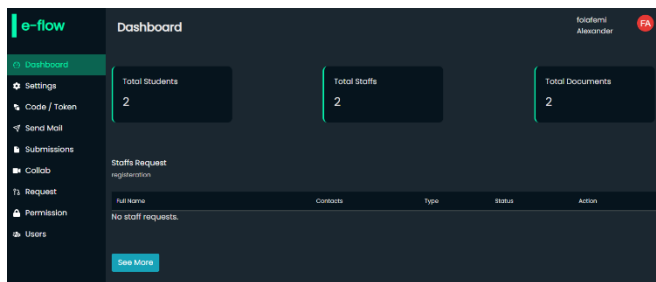 e-flow
Dashboard
folafemi
Alexander
FA
Dashboard
Settings
Code / Token
Send Mail
Submissions
Collab
Request
Permission
Users
Total Students
2
Total Staffs
2
Total Documents
2
Staffs Request
registeration
Full Name Contacts Type Status Action
No staff requests.
See More